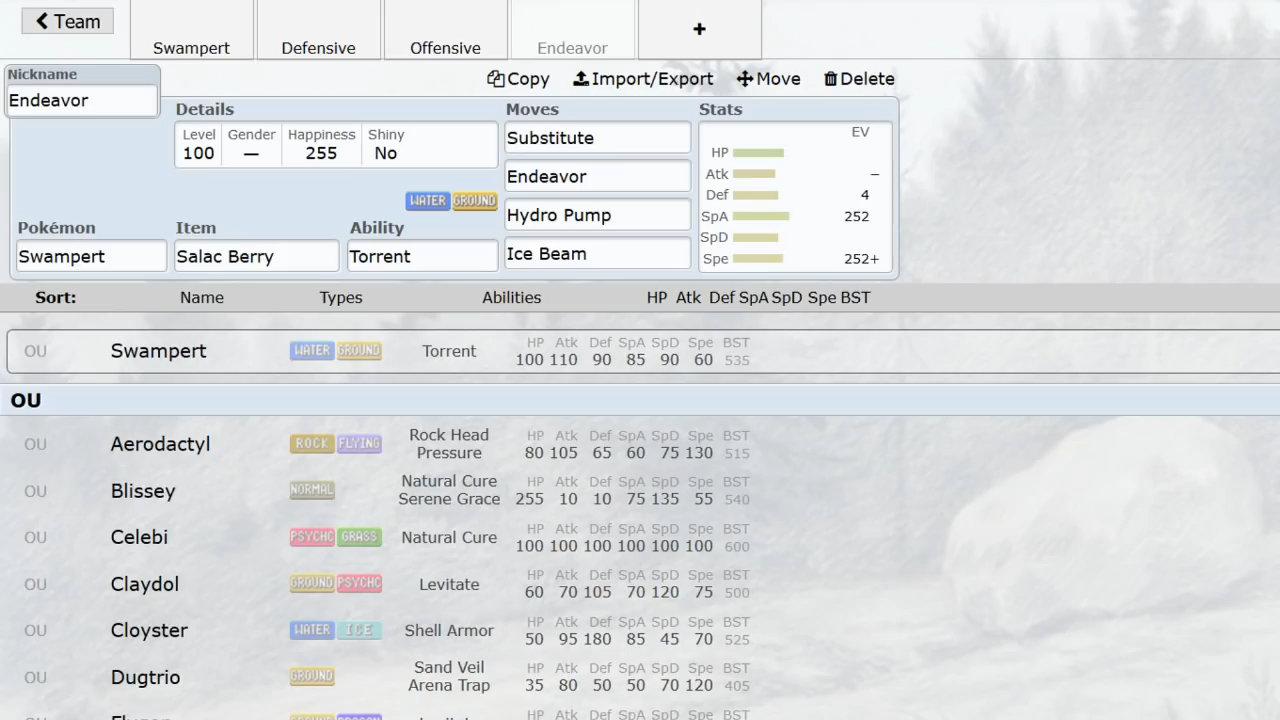 Team
Swampert
Defensive
Offensive
Endeavor
+
Nickname
Endeavor
Copy
Import/Export
Move
Delete
Details
Level
100
Gender
—
Happiness
255
Shiny
No
WATER GROUND
Pokémon
Swampert
Item
Salac Berry
Ability
Torrent
Moves
Substitute
Endeavor
Hydro Pump
Ice Beam
Stats
EV
HP
Atk –
Def 4
SpA 252
SpD
Spe 252+
Sort: Name Types Abilities HP Atk Def SpA SpD Spe BST
OU Swampert WATER GROUND Torrent
HP Atk Def SpA SpD Spe BST
100 110 90 85 90 60 535
OU
OU Aerodactyl ROCK FLYING
Rock Head
Pressure
HP Atk Def SpA SpD Spe BST
80 105 65 60 75 130 515
OU Blissey NORMAL
Natural Cure
Serene Grace
HP Atk Def SpA SpD Spe BST
255 10 10 75 135 55 540
OU Celebi PSYCHC GRASS Natural Cure
HP Atk Def SpA SpD Spe BST
100 100 100 100 100 100 600
OU Claydol GROUND PSYCHC Levitate
HP Atk Def SpA SpD Spe BST
60 70 105 70 120 75 500
OU Cloyster WATER ICE Shell Armor
HP Atk Def SpA SpD Spe BST
50 95 180 85 45 70 525
OU Dugtrio GROUND
Sand Veil
Arena Trap
HP Atk Def SpA SpD Spe BST
35 80 50 50 70 120 405
HP Atk Def SpA SpD Spe BST